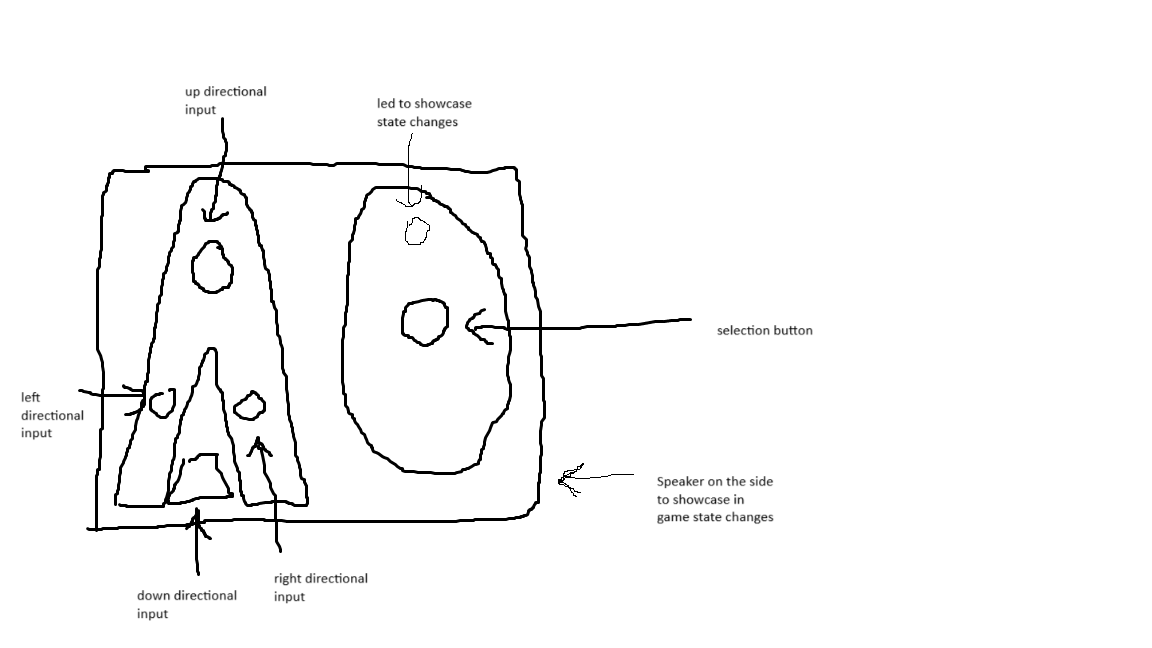 up directional
input
led to showcase
state changes
selection button
left
directional
input
Speaker on the side
to showcase in
game state changes
right directional
input
down directional
input